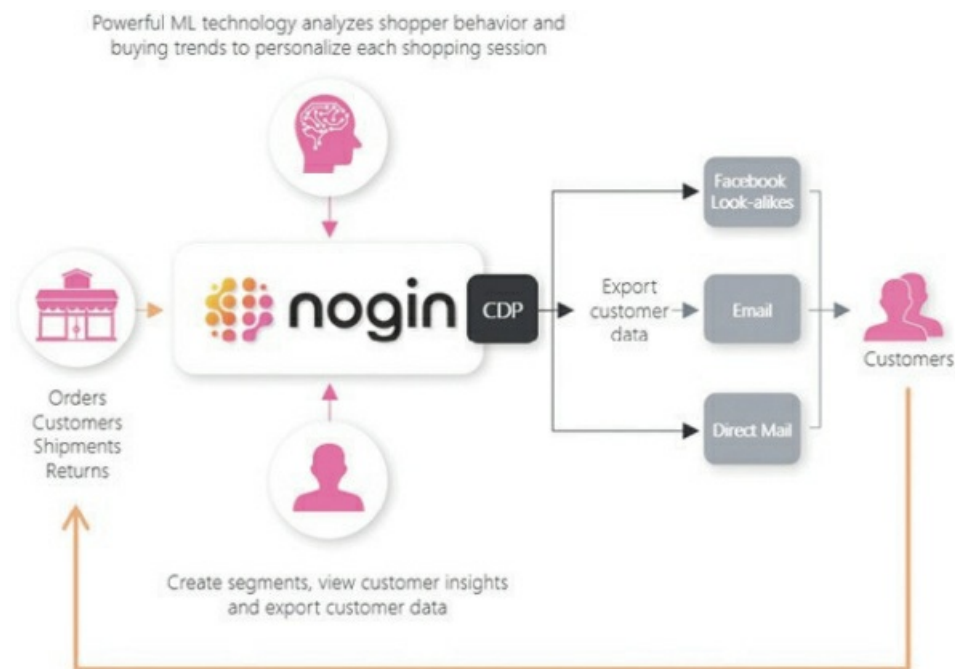 Powerful ML technology analyzes shopper behavior and
buying trends to personalize each shopping session
Facebook
Look-alikes
nogin
CDP
Export
customer
data
Email
Customers
Orders
Customers
Shipments
Returns
Direct Mail
Create segments, view customer insights
and export customer data